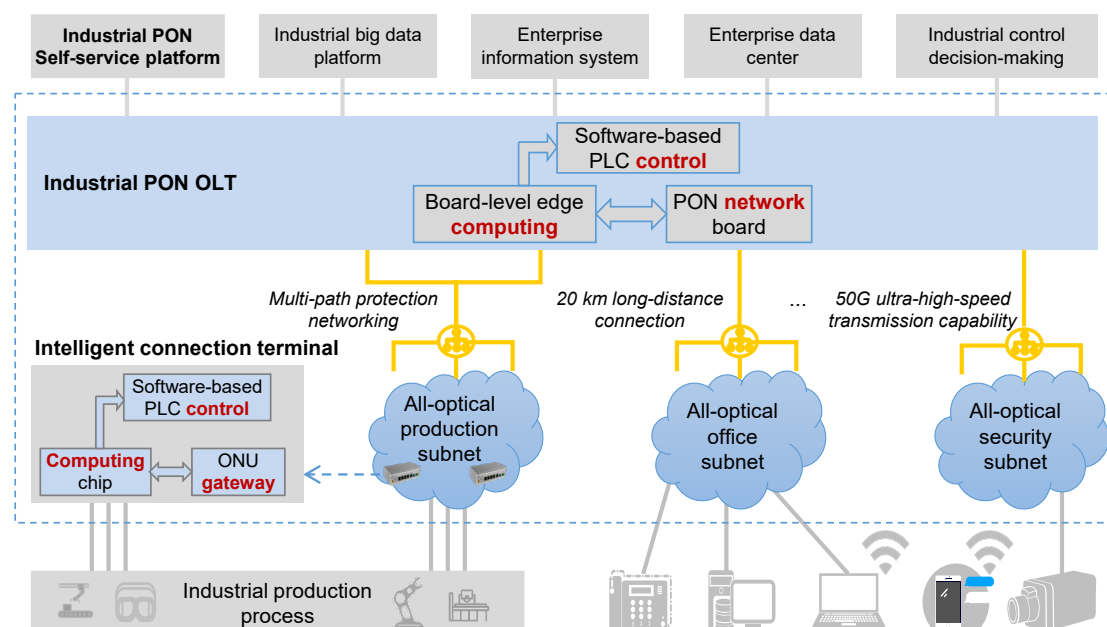 Industrial PON
Self-service platform
Industrial big data
platform
Enterprise
information system
Enterprise data
center
Industrial control
decision-making
Industrial PON OLT
Software-based
PLC control
Board-level edge
computing
PON network
board
Multi-path protection
networking
20 km long-distance
connection
...
50G ultra-high-speed
transmission capability
Intelligent connection terminal
Software-based
PLC control
Computing
chip
ONU
gateway
All-optical
production
subnet
All-optical
office
subnet
All-optical
security
subnet
Industrial production
process